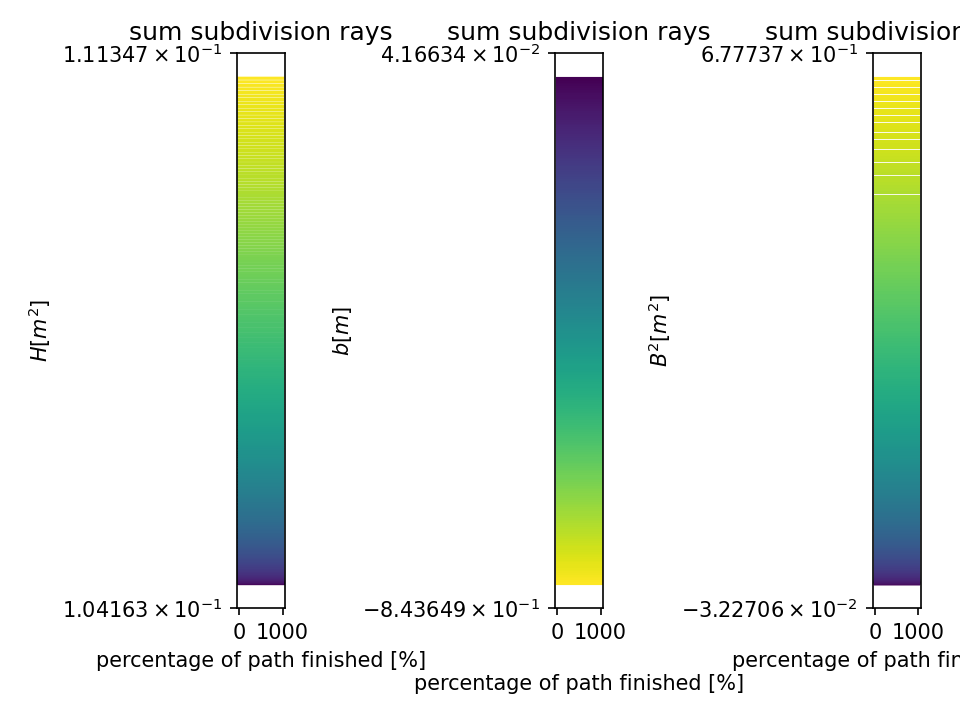 sum subdivision rays
sum subdivision rays
sum subdivision
1.11347 × 10⁻¹
4.16634 × 10⁻²
6.77737 × 10⁻¹
H[m²]
b[m]
B²[m²]
1.04163 × 10⁻¹
−8.43649 × 10⁻¹
−3.22706 × 10⁻²
0 1000
0 1000
0 1000
percentage of path finished [%]
percentage of path fin
percentage of path finished [%]